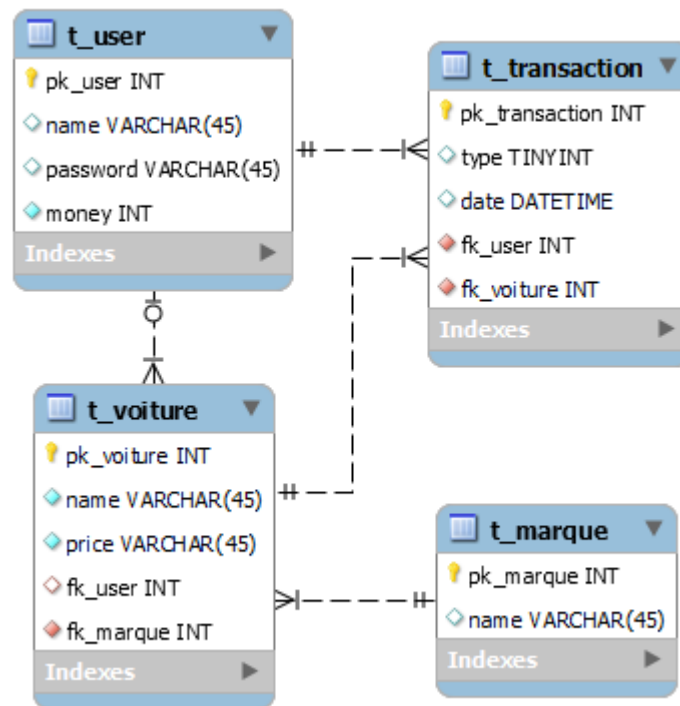 t_user
pk_user INT
name VARCHAR(45)
password VARCHAR(45)
money INT
Indexes
t_transaction
pk_transaction INT
type TINYINT
date DATETIME
fk_user INT
fk_voiture INT
Indexes
t_voiture
pk_voiture INT
name VARCHAR(45)
price VARCHAR(45)
fk_user INT
fk_marque INT
Indexes
t_marque
pk_marque INT
name VARCHAR(45)
Indexes